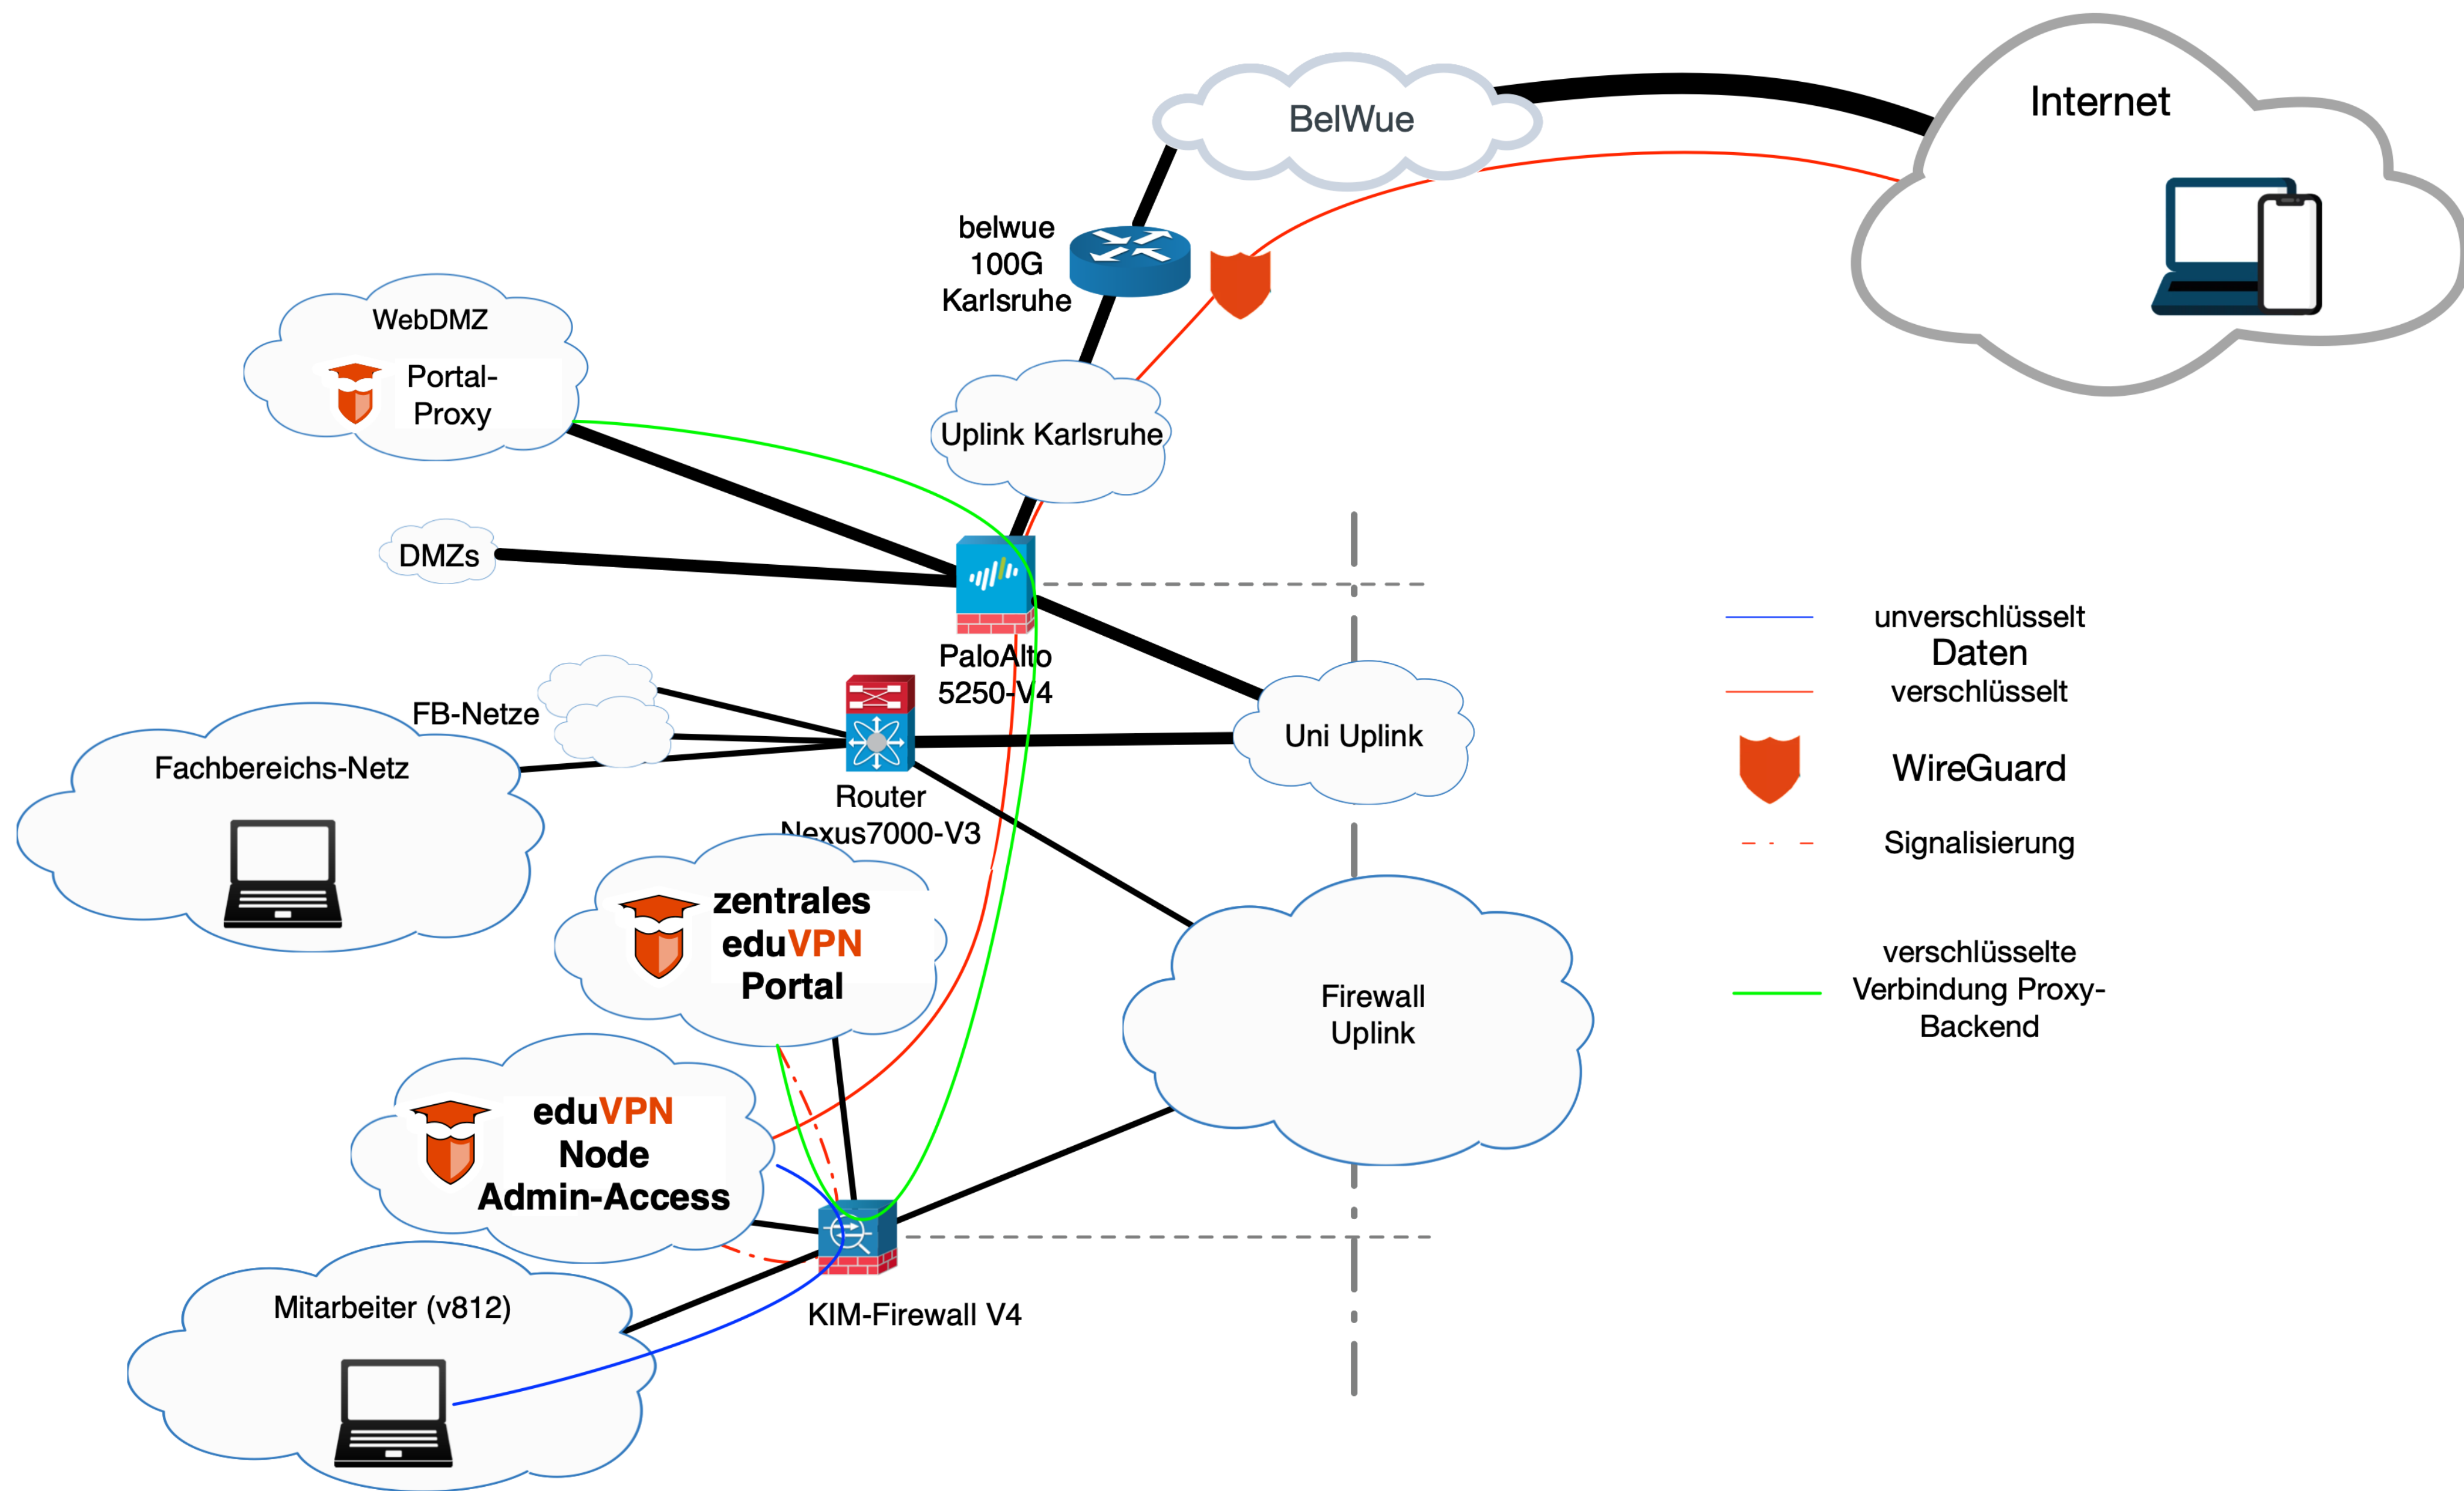 Internet
BelWue
belwue
100G
Karlsruhe
WebDMZ
Portal-
Proxy
Uplink Karlsruhe
DMZs
PaloAlto
5250-V4
FB-Netze
Fachbereichs-Netz
Uni Uplink
Router
Nexus7000-V3
zentrales
eduVPN
Portal
Firewall
Uplink
eduVPN
Node
Admin-Access
Mitarbeiter (v812)
KIM-Firewall V4
unverschlüsselt
Daten
verschlüsselt
WireGuard
Signalisierung
verschlüsselte
Verbindung Proxy-
Backend